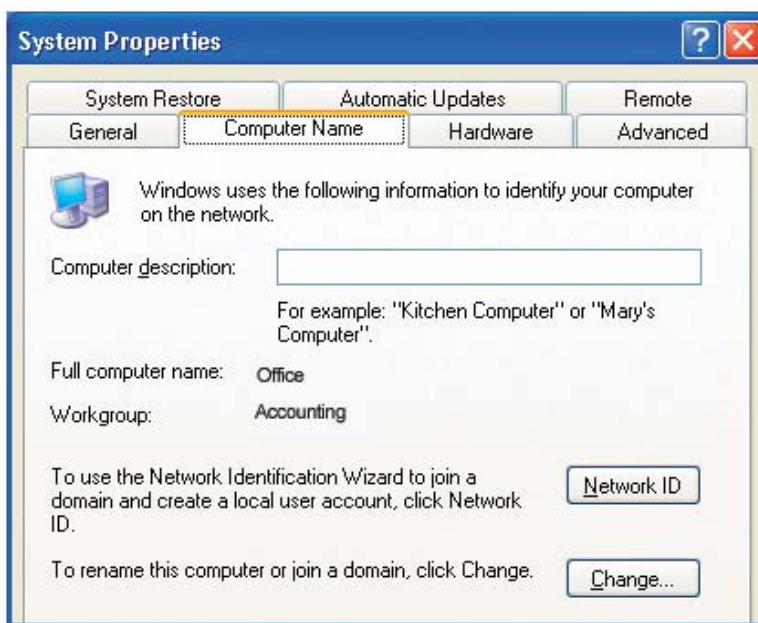 System Properties
System Restore
Automatic Updates
Remote
General
Computer Name
Hardware
Advanced
Windows uses the following information to identify your computer
on the network.
Computer description:
For example: "Kitchen Computer" or "Mary's
Computer".
Full computer name: Office
Workgroup: Accounting
To use the Network Identification Wizard to join a
domain and create a local user account, click Network
ID.
Network ID
To rename this computer or join a domain, click Change.
Change...